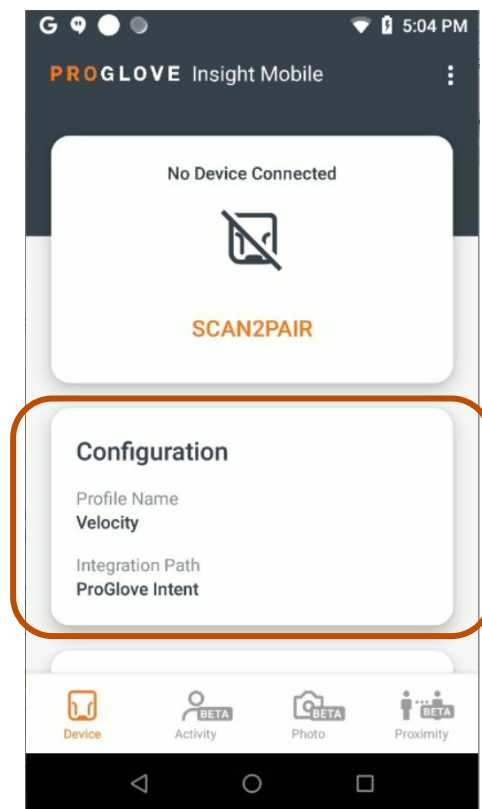 G 5:04 PM
PROGLOVE Insight Mobile
No Device Connected
SCAN2PAIR
Configuration
Profile Name
Velocity
Integration Path
ProGlove Intent
BETA BETA BETA
Device Activity Photo Proximity